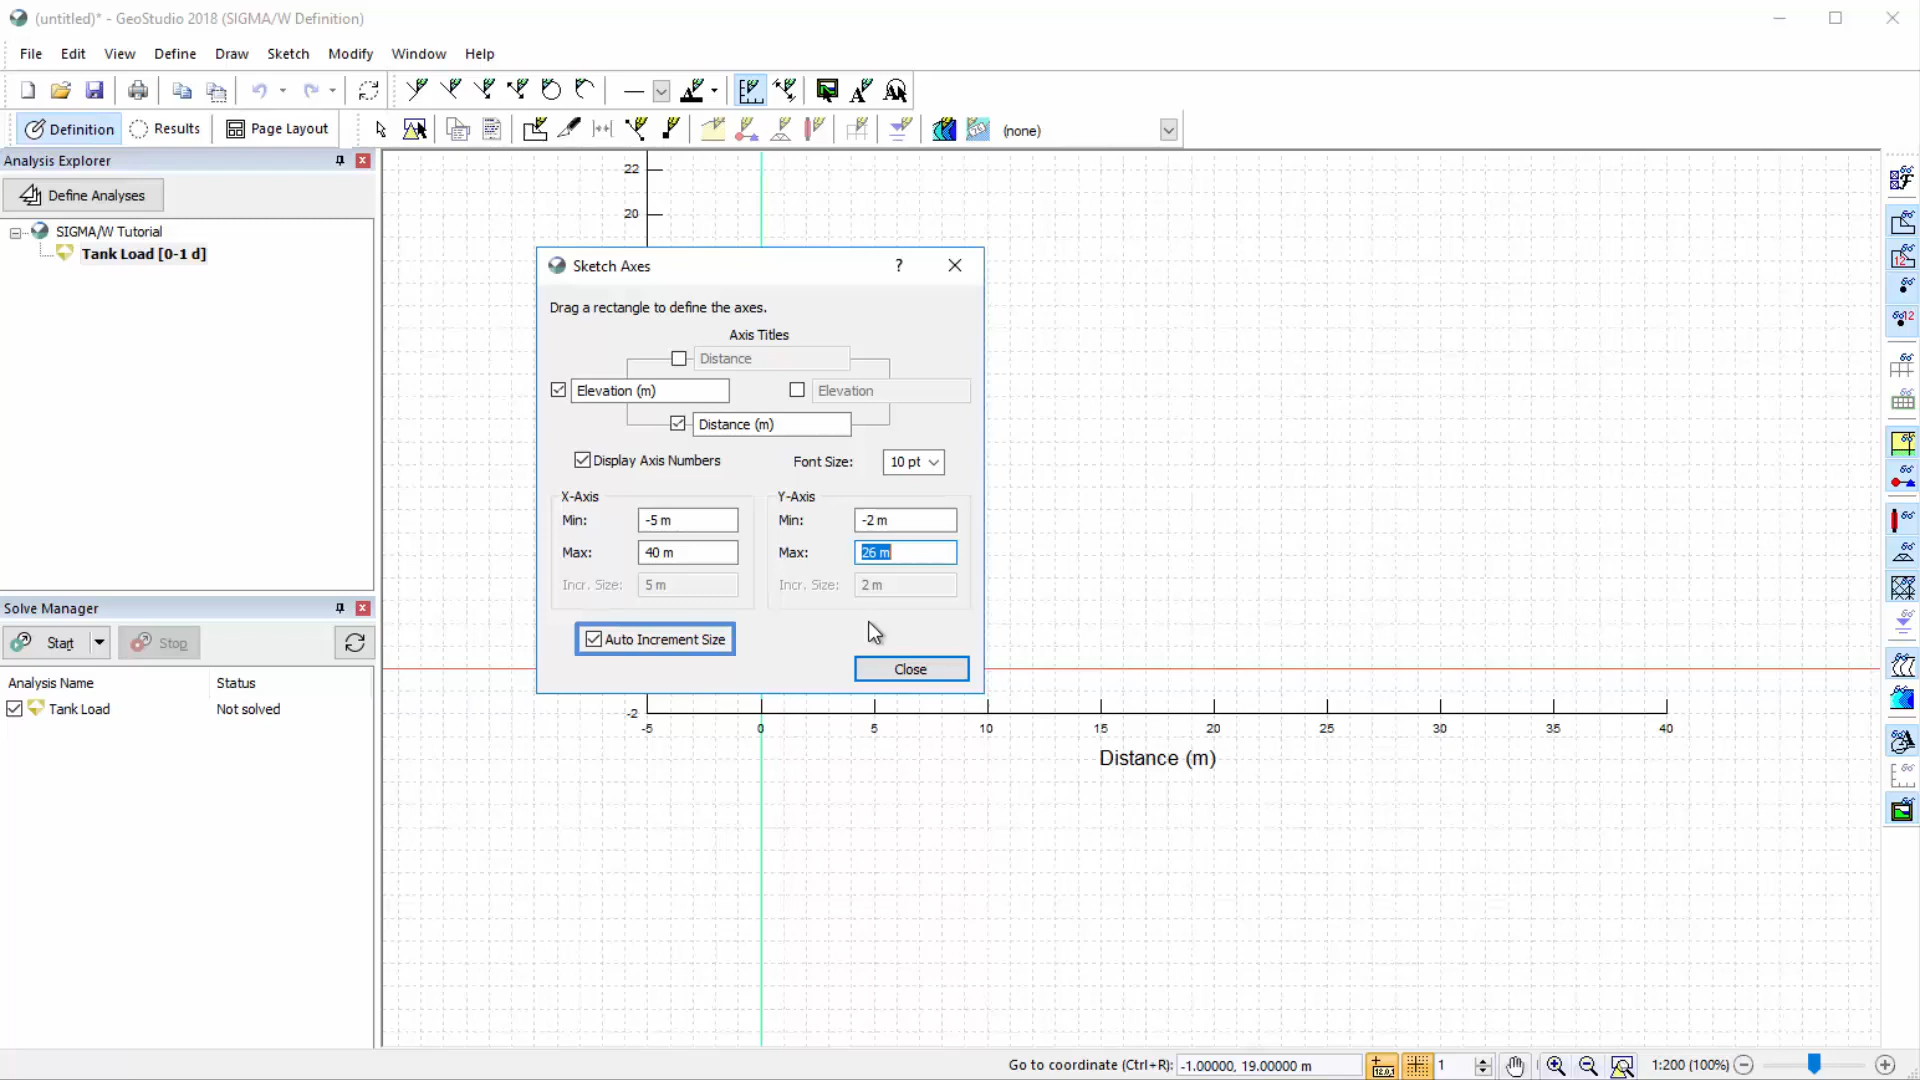 (untitled)* - GeoStudio 2018 (SIGMA/W Definition)
File Edit View Define Draw Sketch Modify Window Help
Definition Results Page Layout (none)
Analysis Explorer
Define Analyses
SIGMA/W Tutorial
Tank Load [0-1 d]
22
20
Sketch Axes
?
Drag a rectangle to define the axes.
Axis Titles
Distance
Elevation (m) Elevation
Distance (m)
Display Axis Numbers Font Size: 10 pt
X-Axis Y-Axis
Min: -5 m Min: -2 m
Max: 40 m Max: 26 m
Incr. Size: 5 m Incr. Size: 2 m
Auto Increment Size
Close
Solve Manager
Start Stop
Analysis Name Status
Tank Load Not solved
-2
-5 0 5 10 15 20 25 30 35 40
Distance (m)
Go to coordinate (Ctrl+R): -1.00000, 19.00000 m 1 1:200 (100%)